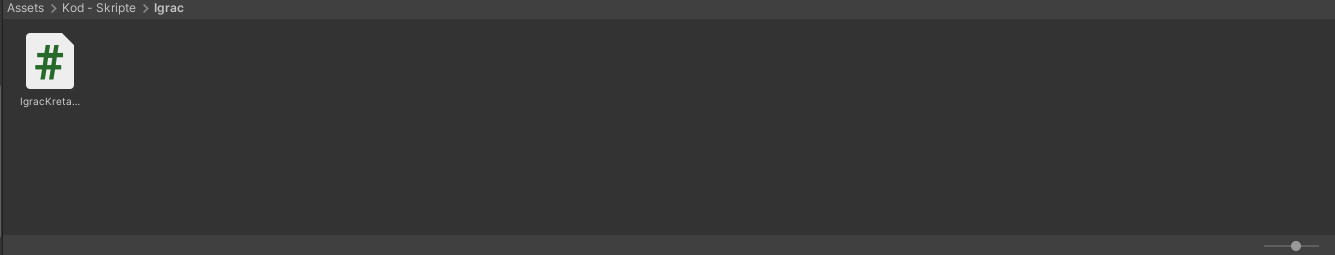 Assets > Kod - Skripte > Igrac
#
IgracKreta...